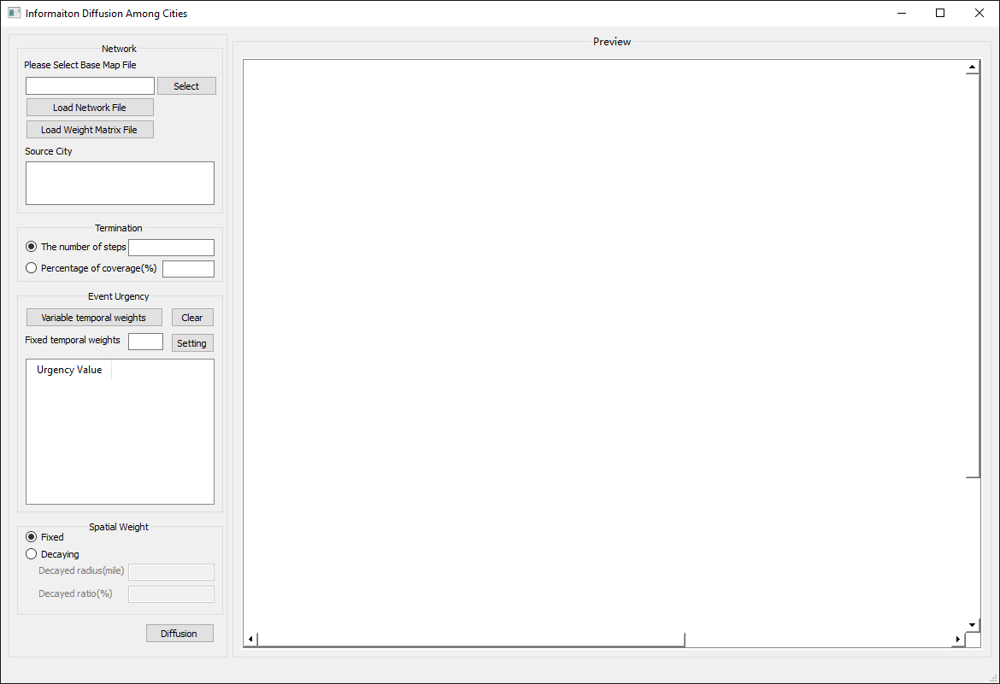 Informaiton Diffusion Among Cities
Network
Please Select Base Map File
Select
Load Network File
Load Weight Matrix File
Source City
Termination
The number of steps
Percentage of coverage(%)
Event Urgency
Variable temporal weights
Clear
Fixed temporal weights
Setting
Urgency Value
Spatial Weight
Fixed
Decaying
Decayed radius(mile)
Decayed ratio(%)
Diffusion
Preview